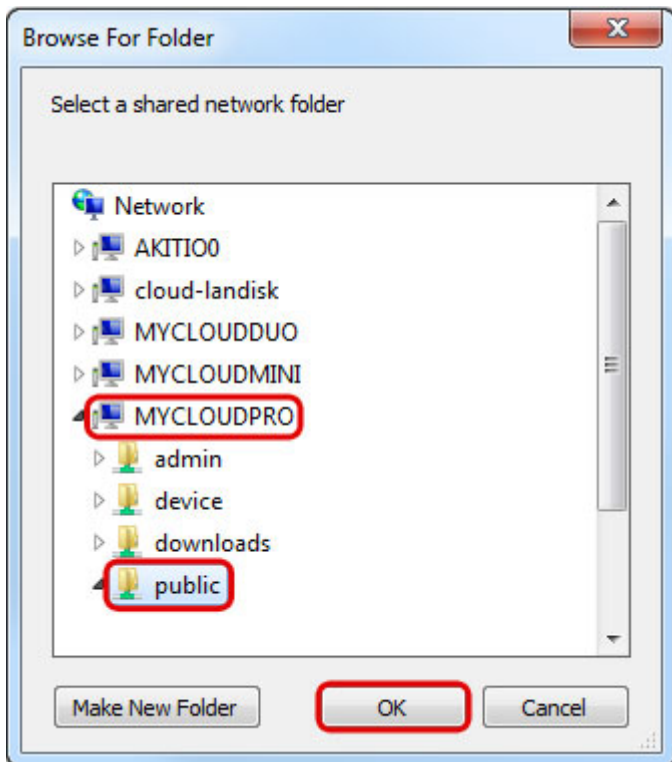 Browse For Folder
Select a shared network folder
Network
AKITIO0
cloud-landisk
MYCLOUDDUO
MYCLOUDMINI
MYCLOUDPRO
admin
device
downloads
public
Make New Folder
OK
Cancel